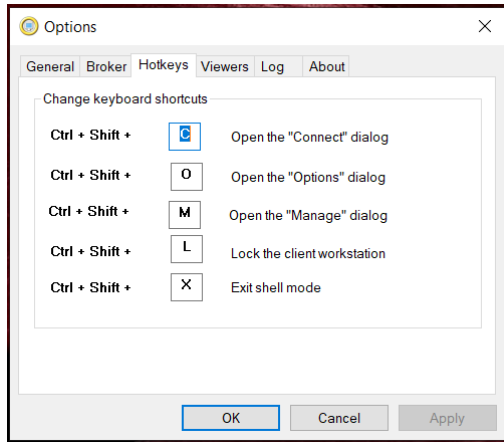 Options
General Broker Hotkeys Viewers Log About
Change keyboard shortcuts
Ctrl + Shift + C Open the "Connect" dialog
Ctrl + Shift + O Open the "Options" dialog
Ctrl + Shift + M Open the "Manage" dialog
Ctrl + Shift + L Lock the client workstation
Ctrl + Shift + X Exit shell mode
OK Cancel Apply